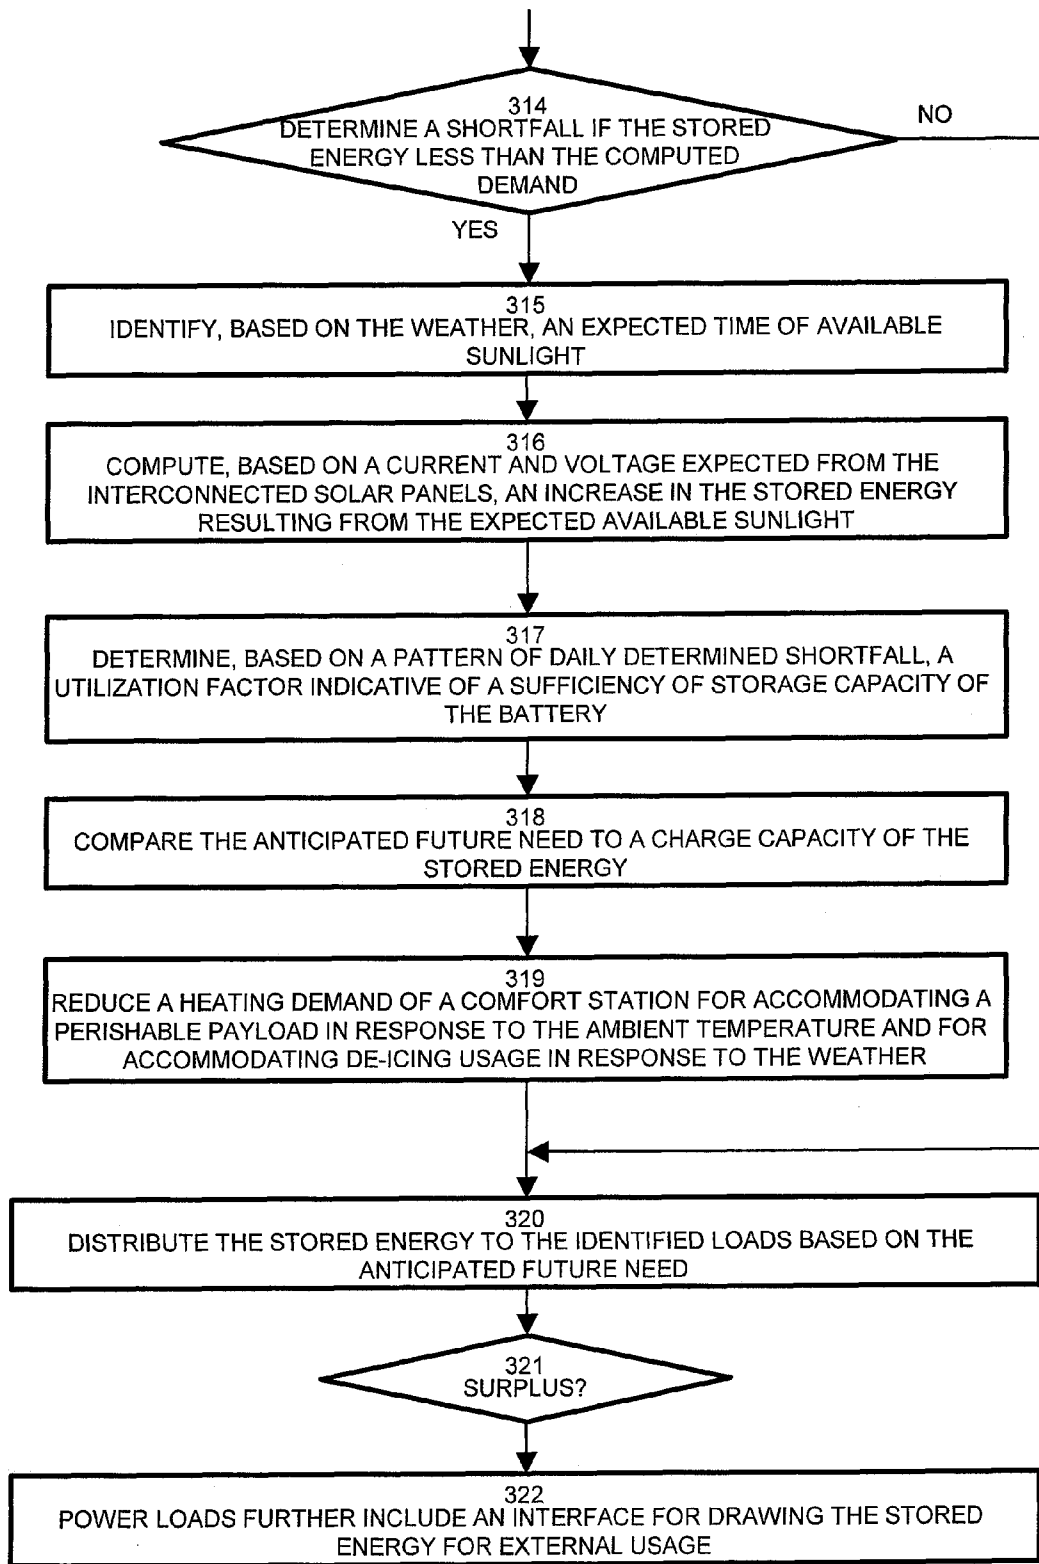 314
DETERMINE A SHORTFALL IF THE STORED
ENERGY LESS THAN THE COMPUTED
DEMAND
NO
YES
315
IDENTIFY, BASED ON THE WEATHER, AN EXPECTED TIME OF AVAILABLE
SUNLIGHT
316
COMPUTE, BASED ON A CURRENT AND VOLTAGE EXPECTED FROM THE
INTERCONNECTED SOLAR PANELS, AN INCREASE IN THE STORED ENERGY
RESULTING FROM THE EXPECTED AVAILABLE SUNLIGHT
317
DETERMINE, BASED ON A PATTERN OF DAILY DETERMINED SHORTFALL, A
UTILIZATION FACTOR INDICATIVE OF A SUFFICIENCY OF STORAGE CAPACITY OF
THE BATTERY
318
COMPARE THE ANTICIPATED FUTURE NEED TO A CHARGE CAPACITY OF THE
STORED ENERGY
319
REDUCE A HEATING DEMAND OF A COMFORT STATION FOR ACCOMMODATING A
PERISHABLE PAYLOAD IN RESPONSE TO THE AMBIENT TEMPERATURE AND FOR
ACCOMMODATING DE-ICING USAGE IN RESPONSE TO THE WEATHER
320
DISTRIBUTE THE STORED ENERGY TO THE IDENTIFIED LOADS BASED ON THE
ANTICIPATED FUTURE NEED
321
SURPLUS?
322
POWER LOADS FURTHER INCLUDE AN INTERFACE FOR DRAWING THE STORED
ENERGY FOR EXTERNAL USAGE